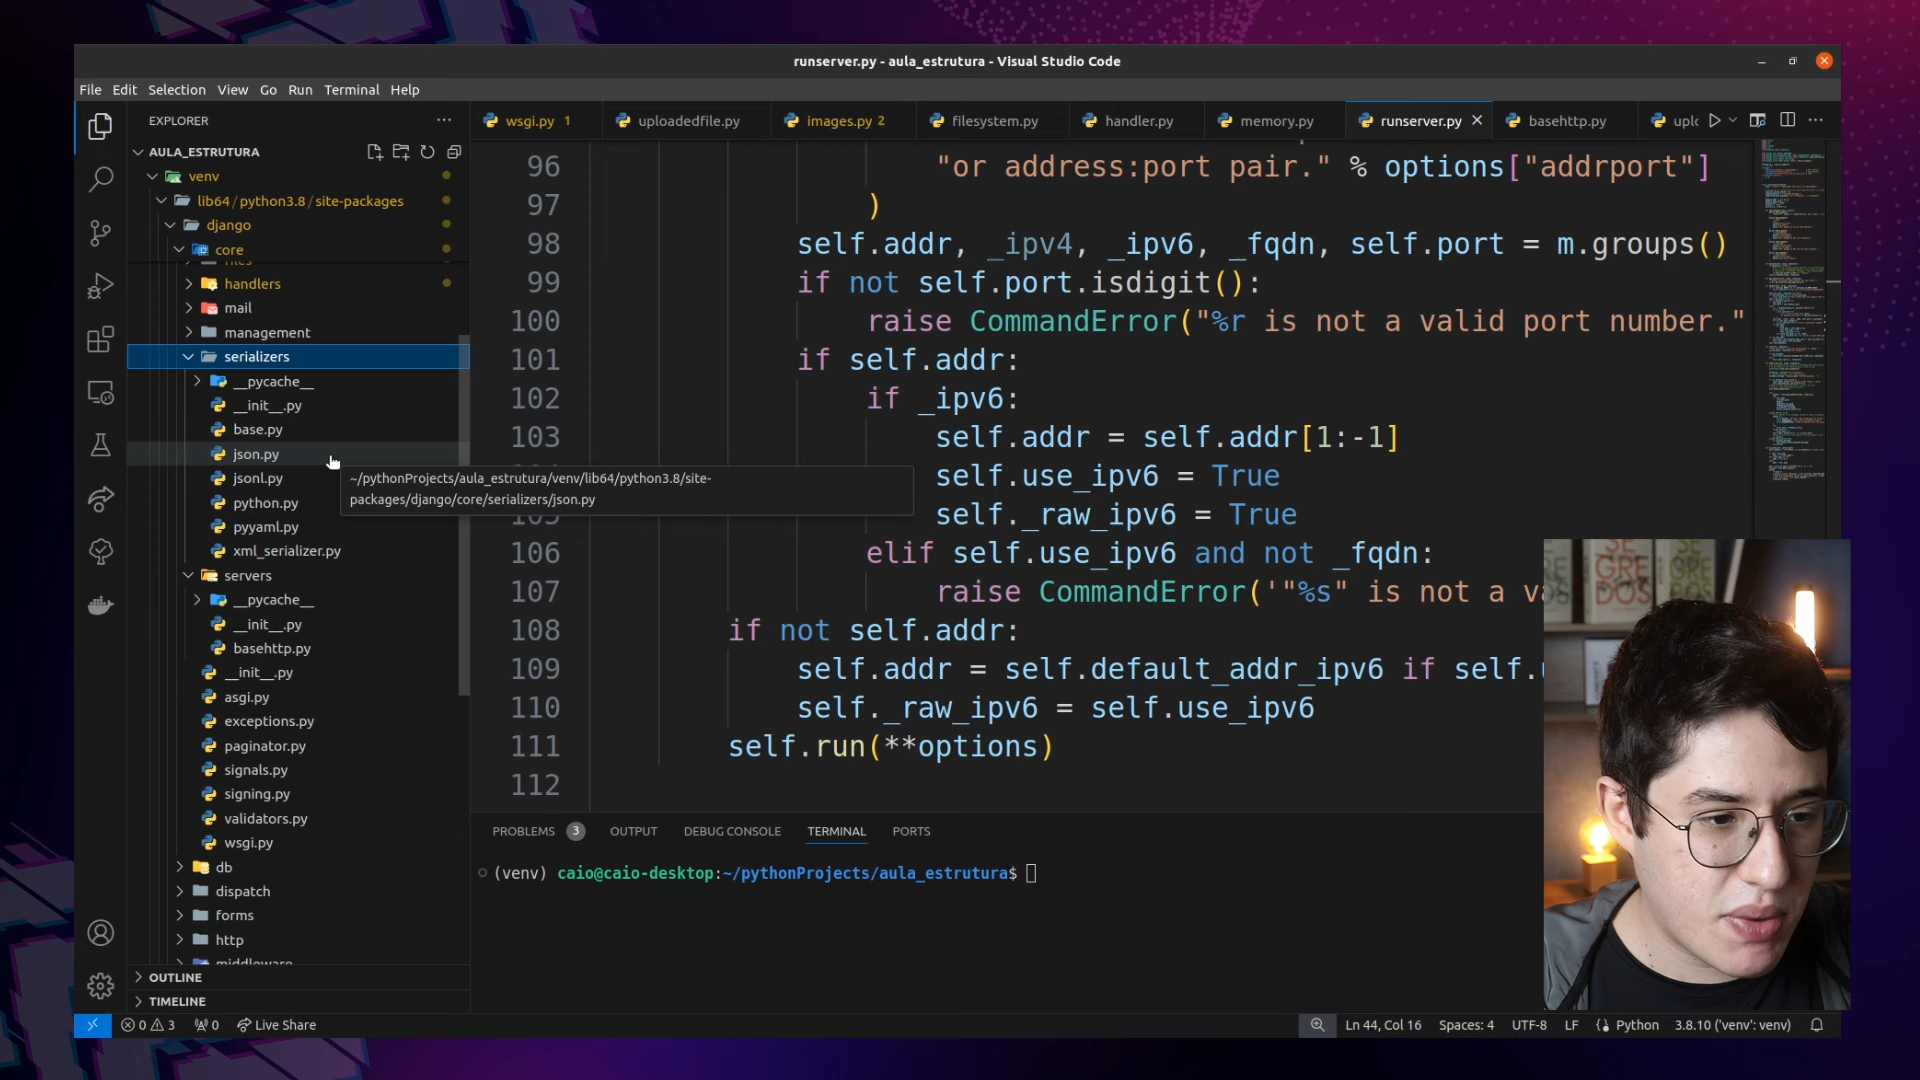 runserver.py - aula_estrutura - Visual Studio Code
File Edit Selection View Go Run Terminal Help
EXPLORER
wsgi.py 1
uploadedfile.py
images.py 2
filesystem.py
handler.py
memory.py
runserver.py
basehttp.py
AULA_ESTRUTURA
venv
lib64 / python3.8 / site-packages
django
core
files
handlers
mail
management
serializers
__pycache__
__init__.py
base.py
json.py
jsonl.py
python.py
pyyaml.py
xml_serializer.py
servers
__pycache__
__init__.py
basehttp.py
__init__.py
asgi.py
exceptions.py
paginator.py
signals.py
signing.py
validators.py
wsgi.py
db
dispatch
forms
http
middleware
OUTLINE
TIMELINE
~/pythonProjects/aula_estrutura/venv/lib64/python3.8/site-
packages/django/core/serializers/json.py
96 "or address:port pair." % options["addrport"]
97 )
98 self.addr, _ipv4, _ipv6, _fqdn, self.port = m.groups()
99 if not self.port.isdigit():
100 raise CommandError("%r is not a valid port number."
101 if self.addr:
102 if _ipv6:
103 self.addr = self.addr[1:-1]
self.use_ipv6 = True
105 self._raw_ipv6 = True
106 elif self.use_ipv6 and not _fqdn:
107 raise CommandError('"%s" is not a
108 if not self.addr:
109 self.addr = self.default_addr_ipv6 if
110 self._raw_ipv6 = self.use_ipv6
111 self.run(**options)
112
PROBLEMS 3 OUTPUT DEBUG CONSOLE TERMINAL PORTS
(venv) caio@caio-desktop:~/pythonProjects/aula_estrutura$
0 3 0 Live Share
Ln 44, Col 16 Spaces: 4 UTF-8 LF Python 3.8.10 ('venv': venv)